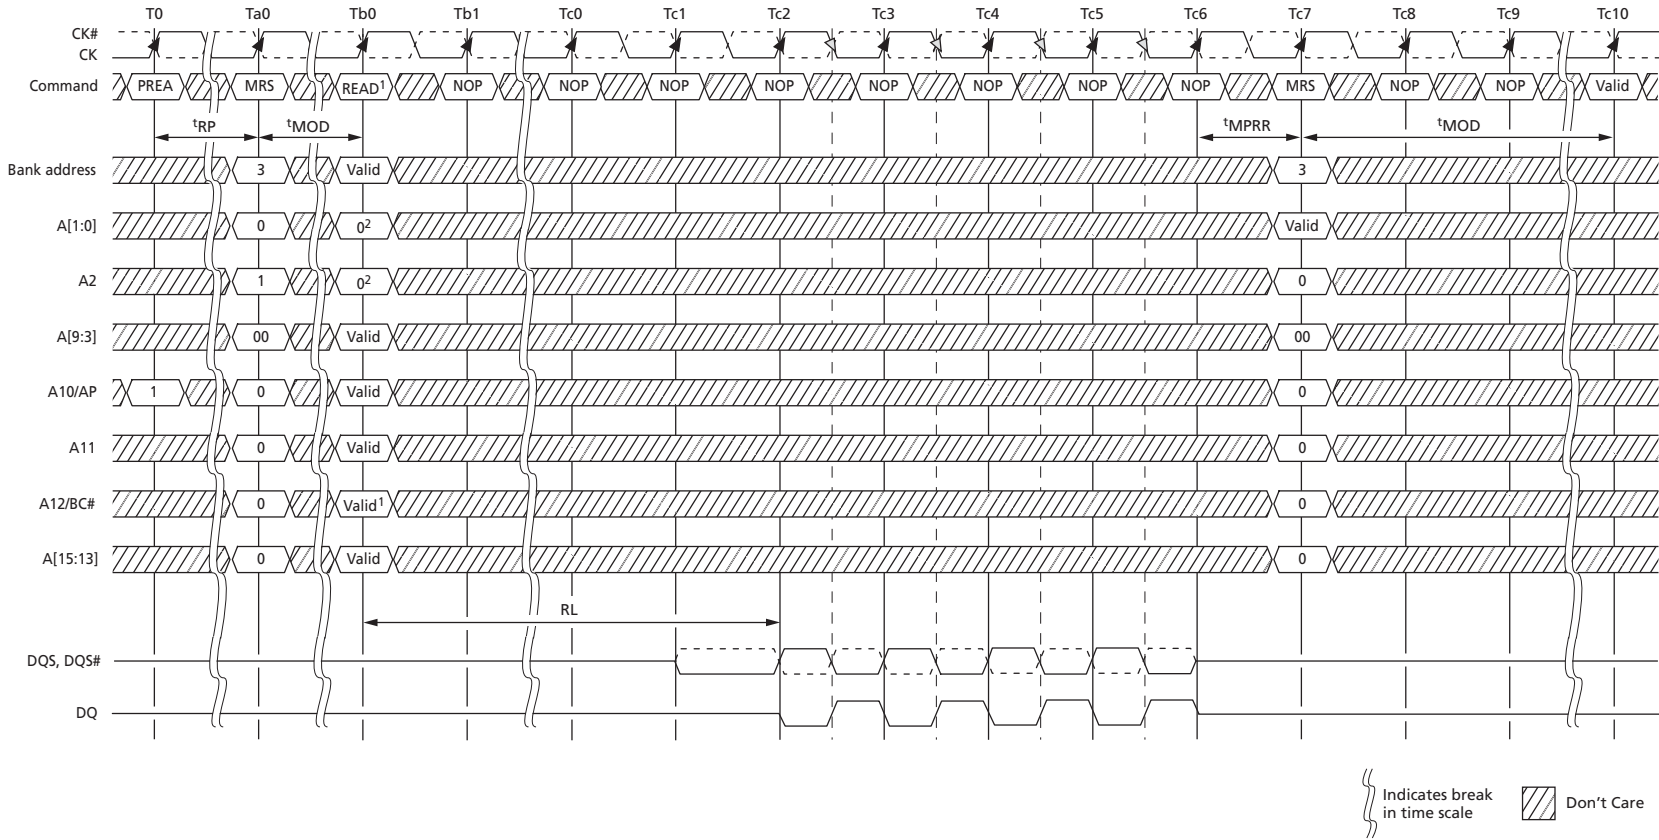 T0 Ta0 Tb0 Tb1 Tc0 Tc1 Tc2 Tc3 Tc4 Tc5 Tc6 Tc7 Tc8 Tc9 Tc10
CK#
CK
Command PREA MRS READ1 NOP NOP NOP NOP NOP NOP NOP NOP MRS NOP NOP Valid
tRP tMOD tMPRR tMOD
Bank address 3 Valid 3
A[1:0] 0 02 Valid
A2 1 02 0
A[9:3] 00 Valid 00
A10/AP 1 0 Valid 0
A11 0 Valid 0
A12/BC# 0 Valid1 0
A[15:13] 0 Valid 0
RL
DQS, DQS#
DQ
Indicates break
in time scale
Don't Care